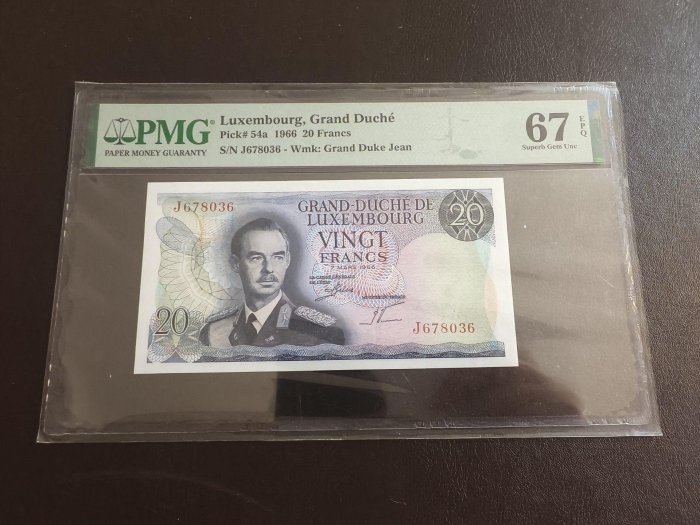 PMG
PAPER MONEY GUARANTY
Luxembourg, Grand Duché
Pick# 54a 1966 20 Francs
S/N J678036 - Wmk: Grand Duke Jean
67 EPQ
Superb Gem Unc
J678036
GRAND-DUCHÉ DE
LUXEMBOURG
20
VINGT
FRANCS
7 MARS 1966
20
J678036